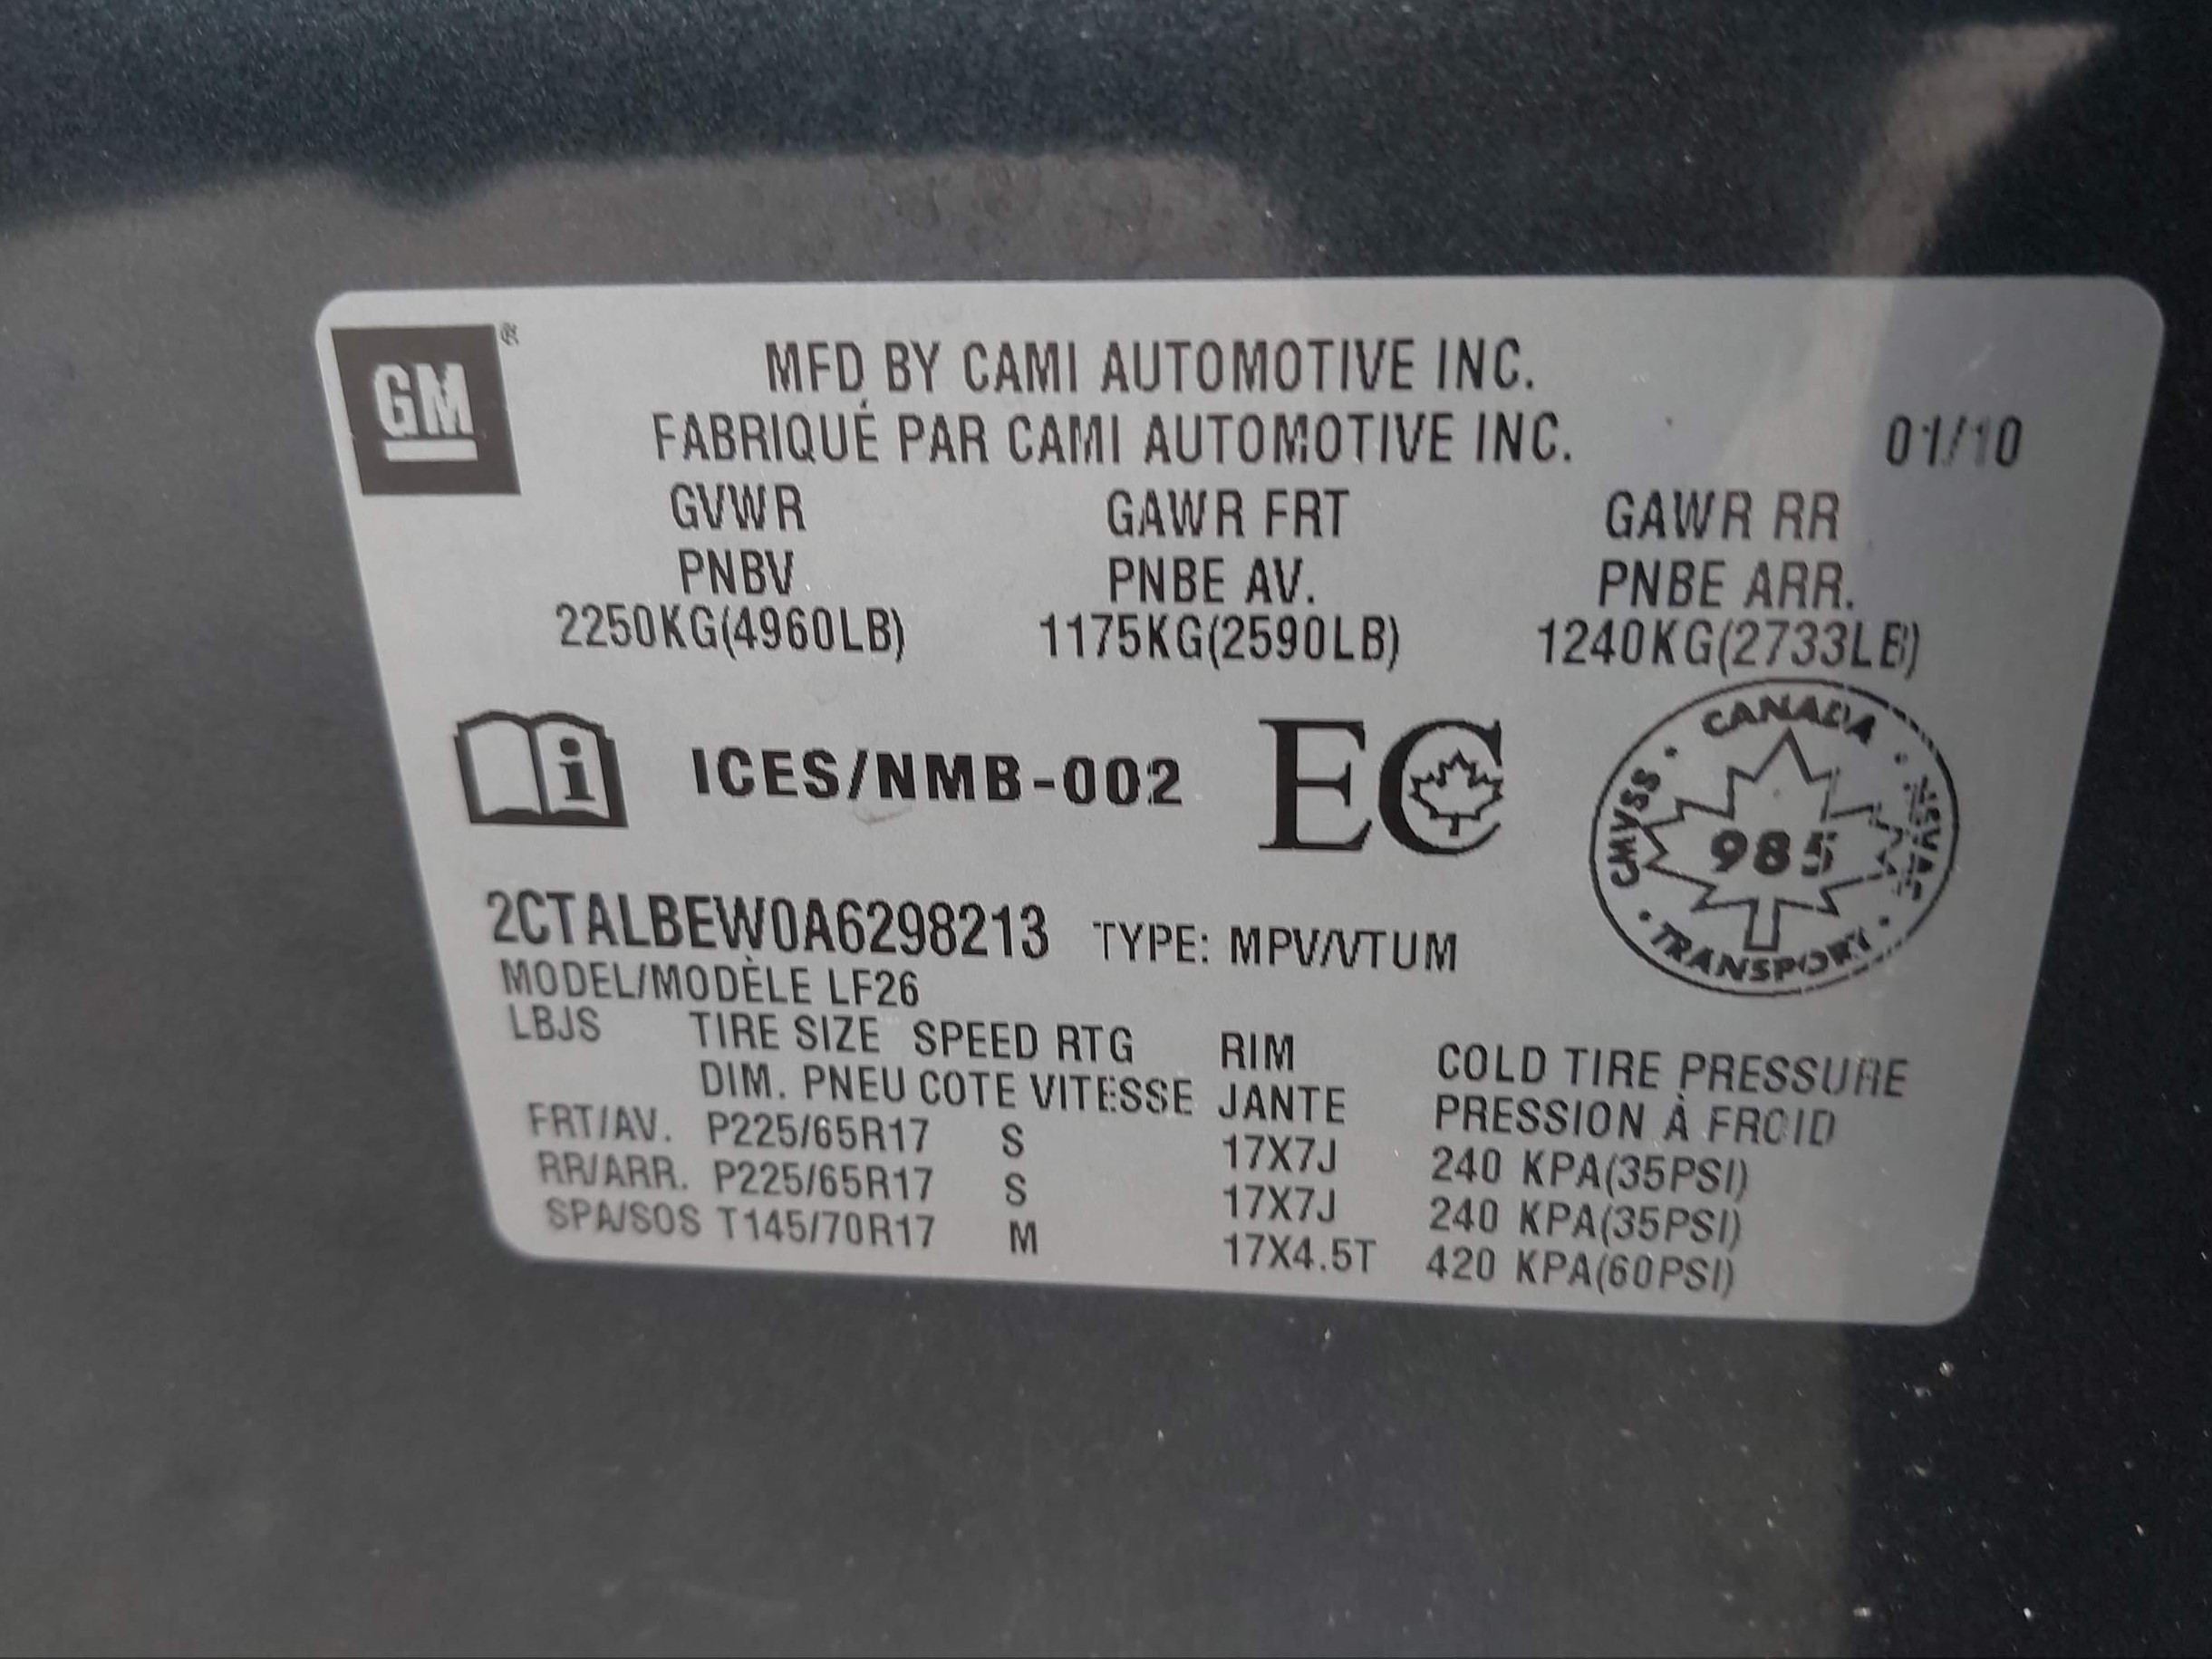 GM®
MFD BY CAMI AUTOMOTIVE INC.
FABRIQUÉ PAR CAMI AUTOMOTIVE INC. 01/10
GVWR GAWR FRT GAWR RR
PNBV PNBE AV. PNBE ARR.
2250KG(4960LB) 1175KG(2590LB) 1240KG(2733LB)
i ICES/NMB-002 EC
CANADA
CMVSS · NSVAC
985
TRANSPORT
2CTALBEW0A6298213 TYPE: MPV/VTUM
MODEL/MODÈLE LF26
LBJS TIRE SIZE SPEED RTG RIM COLD TIRE PRESSURE
DIM. PNEU COTE VITESSE JANTE PRESSION À FROID
FRT/AV. P225/65R17 S 17X7J 240 KPA(35PSI)
RR/ARR. P225/65R17 S 17X7J 240 KPA(35PSI)
SPA/SOS T145/70R17 M 17X4.5T 420 KPA(60PSI)